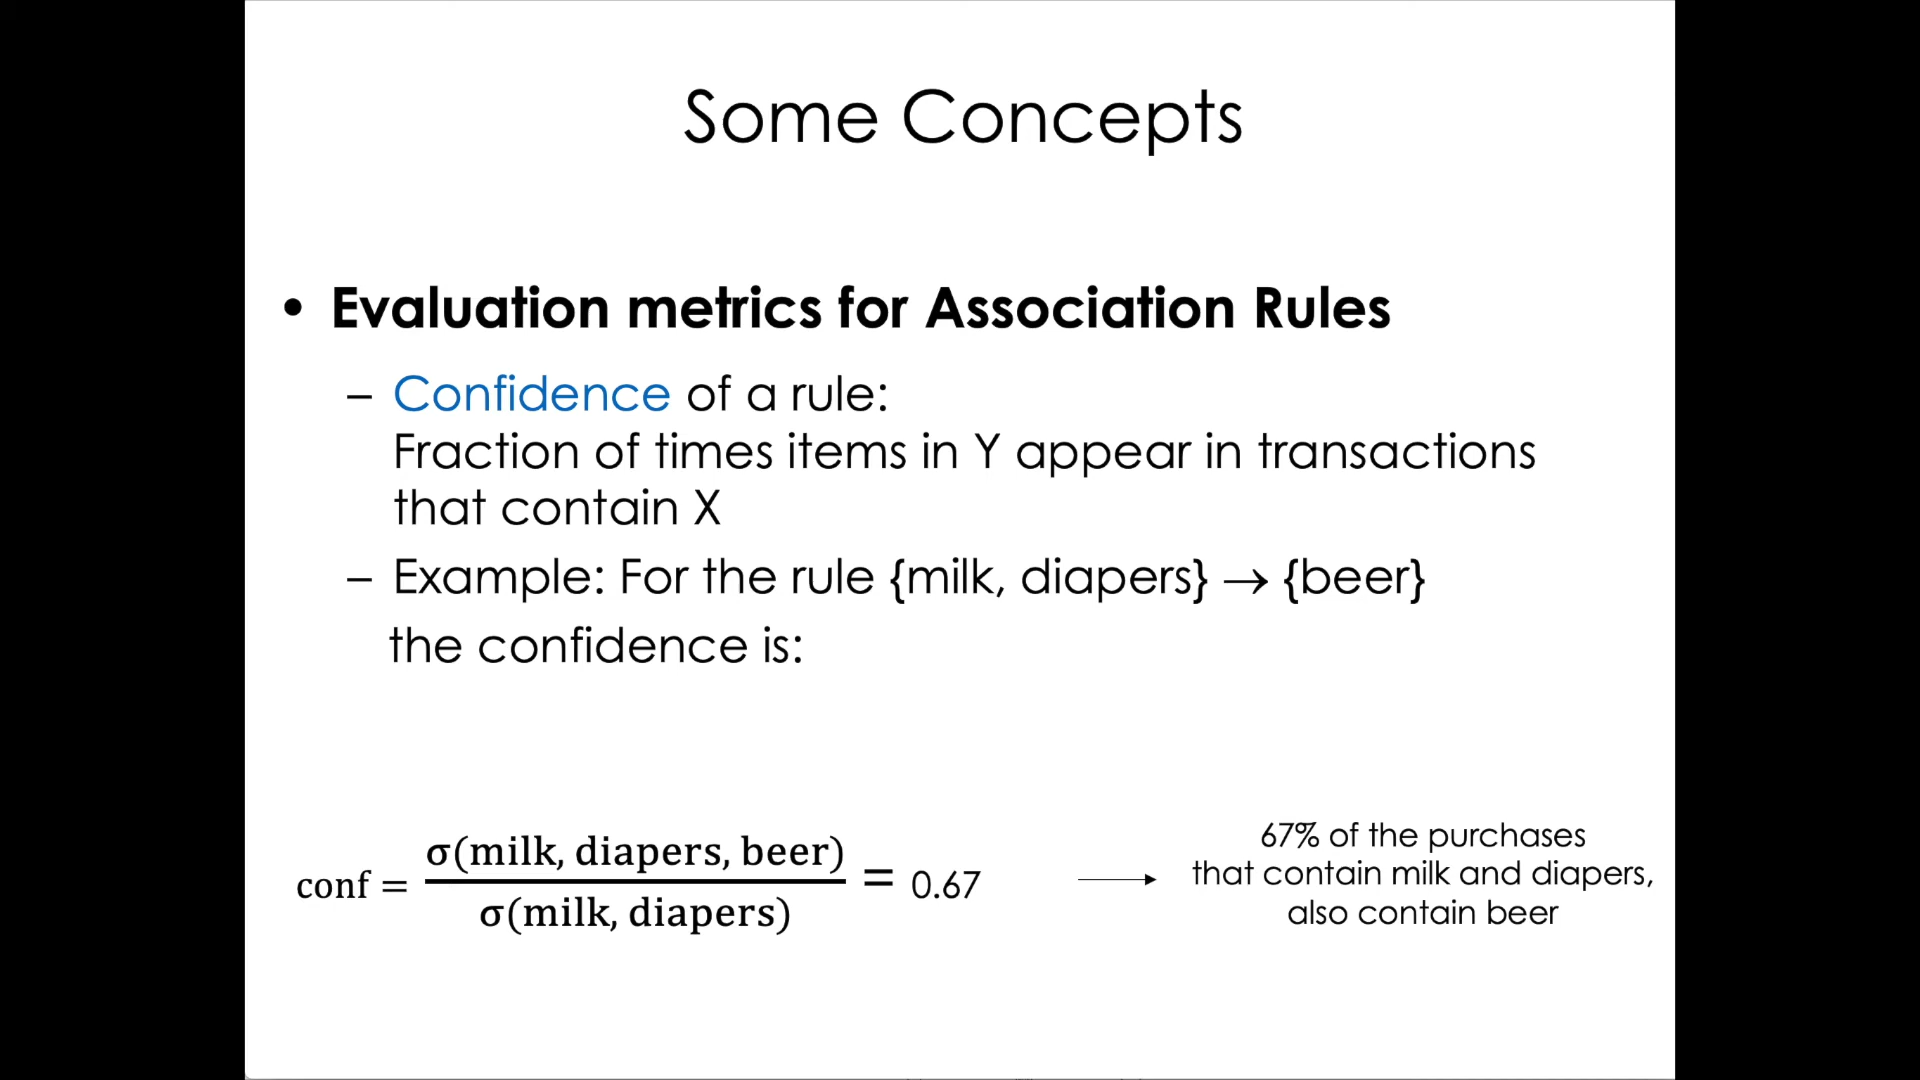 Some Concepts
• Evaluation metrics for Association Rules
– Confidence of a rule:
Fraction of times items in Y appear in transactions
that contain X
– Example: For the rule {milk, diapers} → {beer}
the confidence is:
conf = σ(milk, diapers, beer) / σ(milk, diapers) = 0.67
67% of the purchases
that contain milk and diapers,
also contain beer